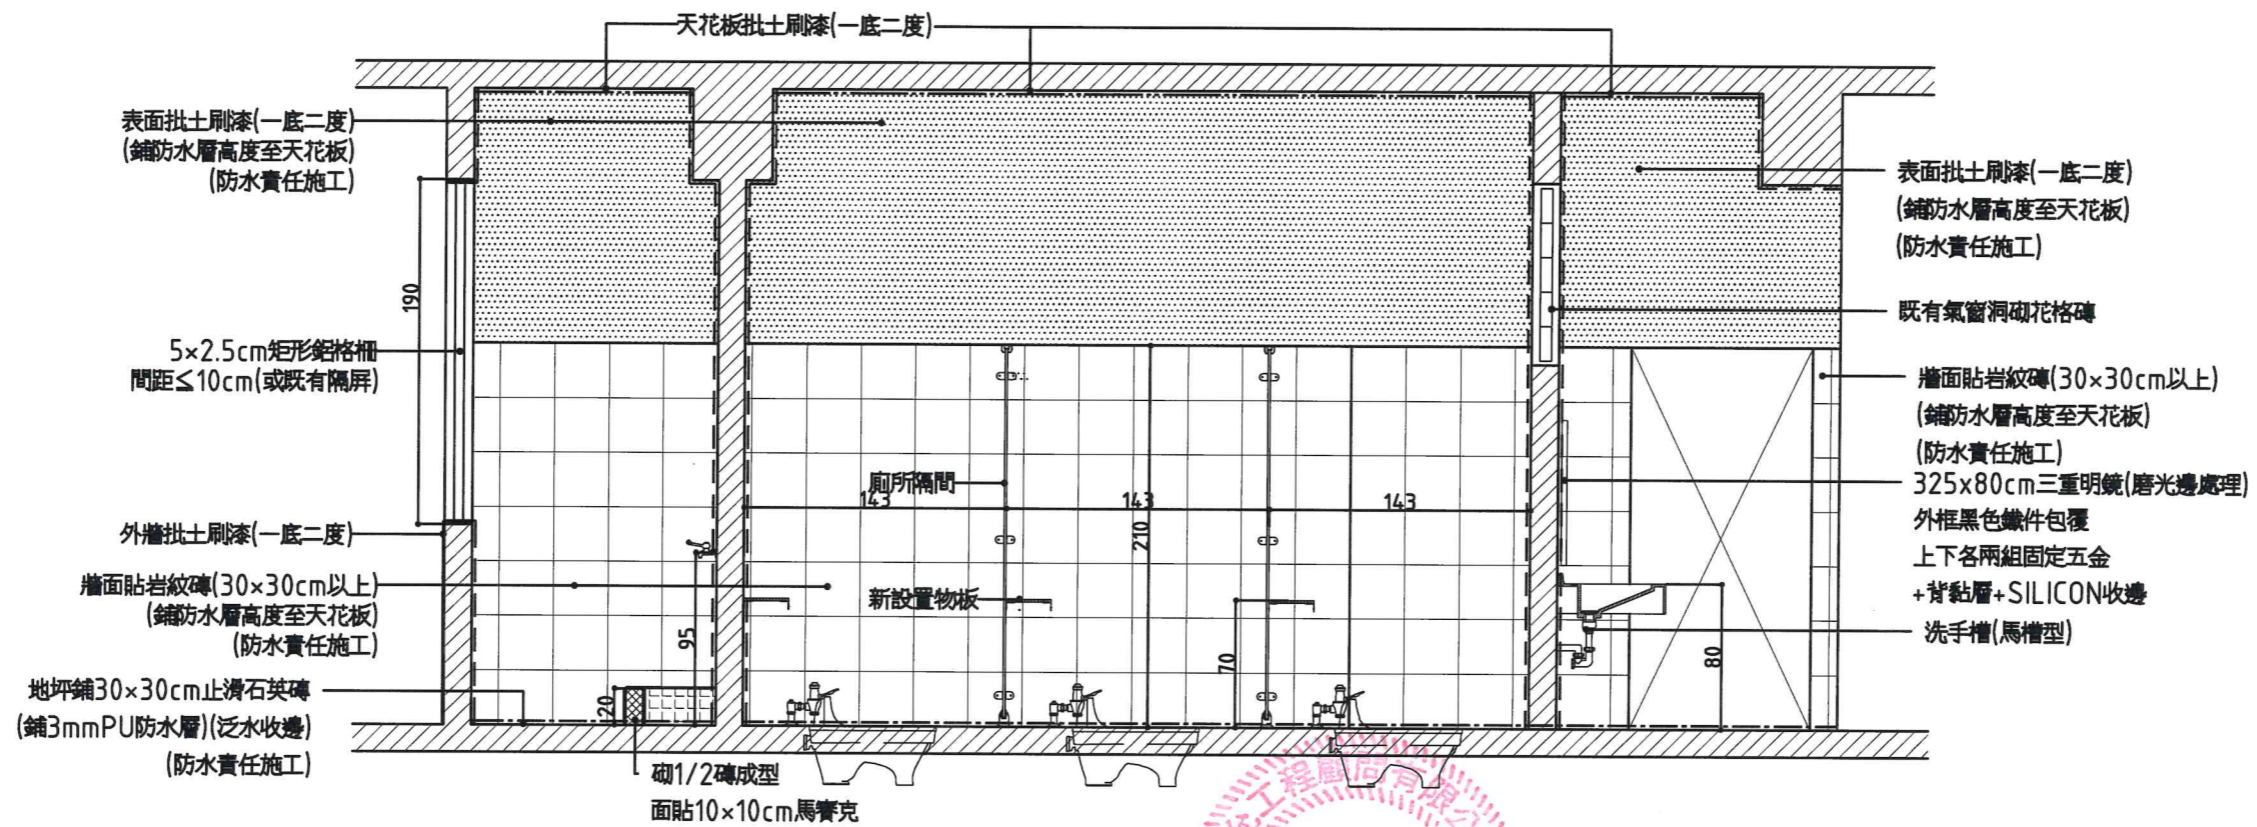 天花板批土刷漆(一底二度)
表面批土刷漆(一底二度)
(鋪防水層高度至天花板)
(防水責任施工)
190
5×2.5cm矩形鋁格柵
間距≦10cm(或既有隔屏)
外牆批土刷漆(一底二度)
牆面貼岩紋磚(30×30cm以上)
(鋪防水層高度至天花板)
(防水責任施工)
地坪鋪30×30cm止滑石英磚
(鋪3mmPU防水層)(泛水收邊)
(防水責任施工)
20
95
砌1/2磚成型
面貼10×10cm馬賽克
廁所隔間
143
143
143
210
新設置物板
70
80
表面批土刷漆(一底二度)
(鋪防水層高度至天花板)
(防水責任施工)
既有氣窗洞砌花格磚
牆面貼岩紋磚(30×30cm以上)
(鋪防水層高度至天花板)
(防水責任施工)
325x80cm三重明鏡(磨光邊處理)
外框黑色鐵件包覆
上下各兩組固定五金
+背黏層+SILICON收邊
洗手槽(馬槽型)
工程顧問有限公